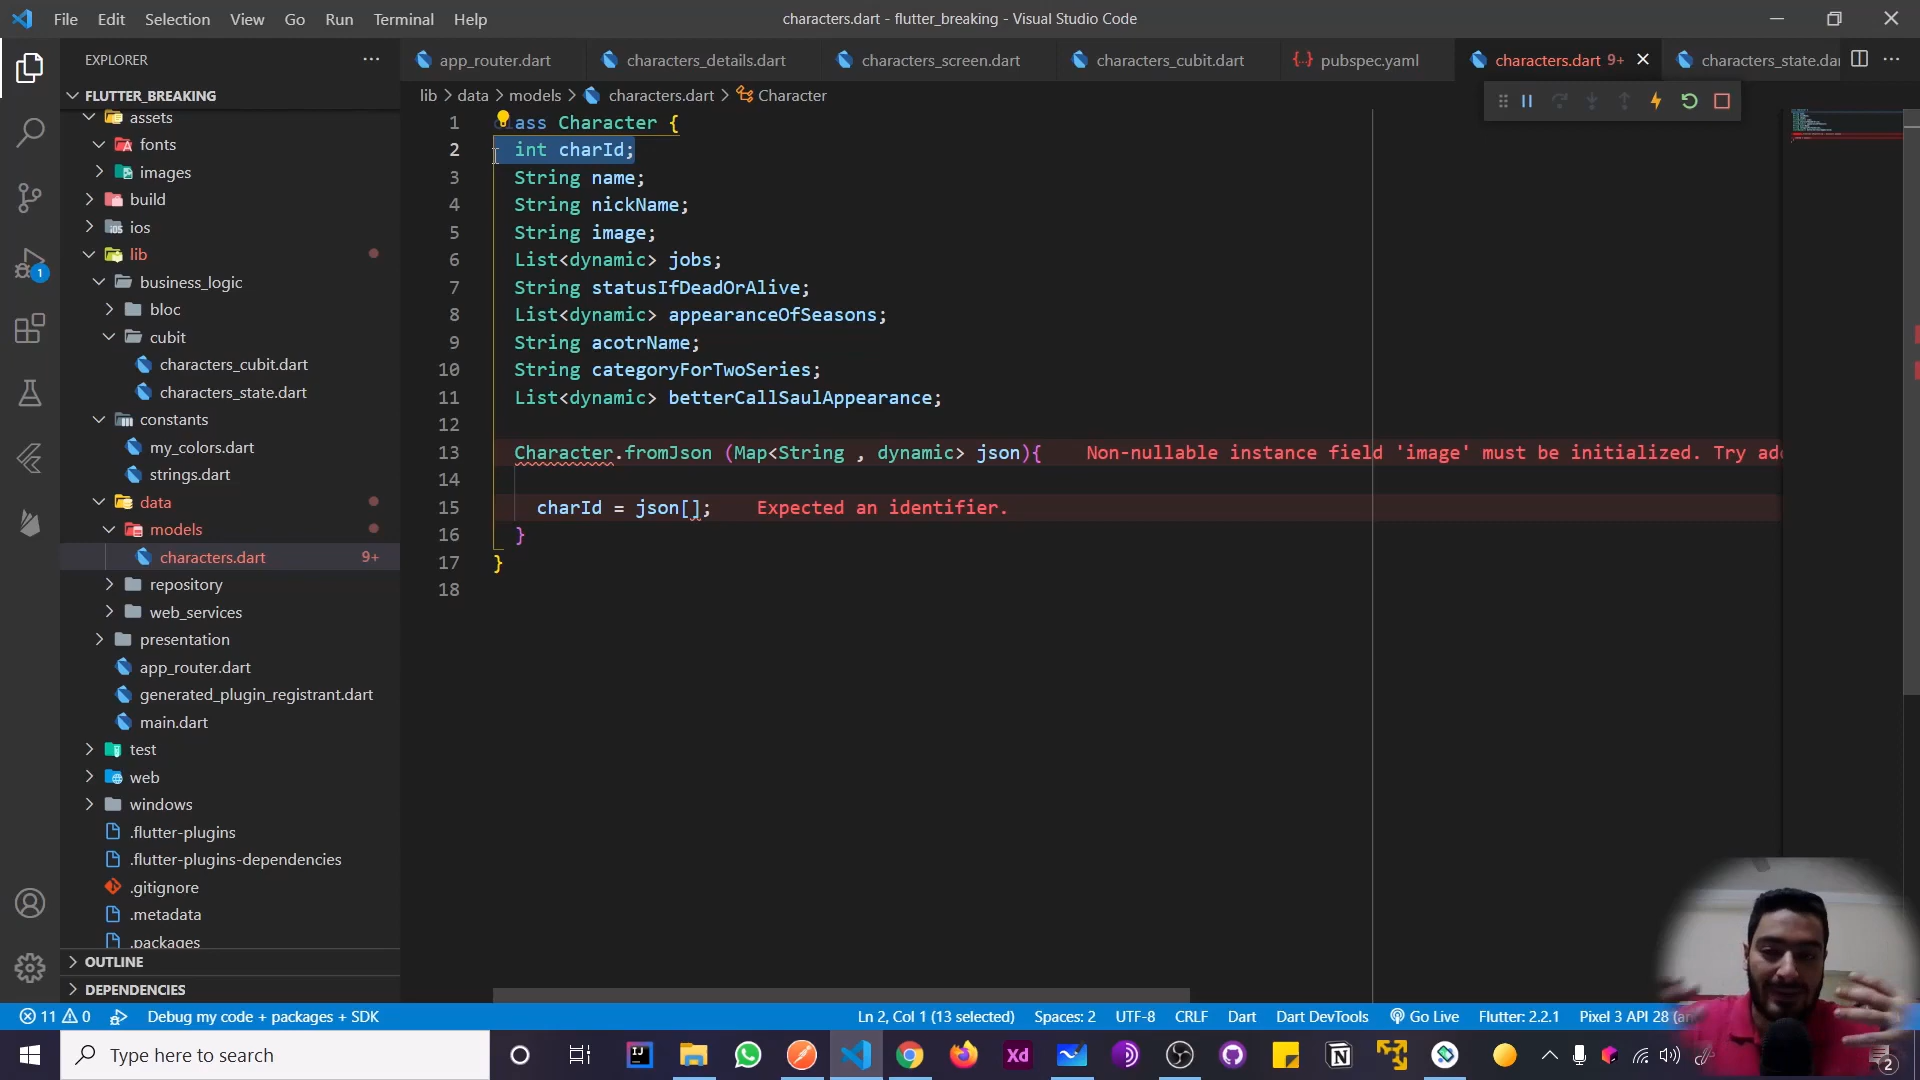 File Edit Selection View Go Run Terminal Help
characters.dart - flutter_breaking - Visual Studio Code
EXPLORER
app_router.dart characters_details.dart characters_screen.dart characters_cubit.dart pubspec.yaml characters.dart 9+ characters_state.dar
FLUTTER_BREAKING
lib > data > models > characters.dart > Character
assets
fonts
images
build
ios
lib
business_logic
bloc
cubit
characters_cubit.dart
characters_state.dart
constants
my_colors.dart
strings.dart
data
models
characters.dart 9+
repository
web_services
presentation
app_router.dart
generated_plugin_registrant.dart
main.dart
test
web
windows
.flutter-plugins
.flutter-plugins-dependencies
.gitignore
.metadata
.packages
OUTLINE
DEPENDENCIES
1
1 class Character {
2 int charId;
3 String name;
4 String nickName;
5 String image;
6 List<dynamic> jobs;
7 String statusIfDeadOrAlive;
8 List<dynamic> appearanceOfSeasons;
9 String acotrName;
10 String categoryForTwoSeries;
11 List<dynamic> betterCallSaulAppearance;
12
13 Character.fromJson (Map<String , dynamic> json){ Non-nullable instance field 'image' must be initialized. Try add
14
15 charId = json[]; Expected an identifier.
16 }
17 }
18
11 0 Debug my code + packages + SDK
Ln 2, Col 1 (13 selected) Spaces: 2 UTF-8 CRLF Dart Dart DevTools Go Live Flutter: 2.2.1 Pixel 3 API 28 (an
Type here to search
IJ Xd N 2